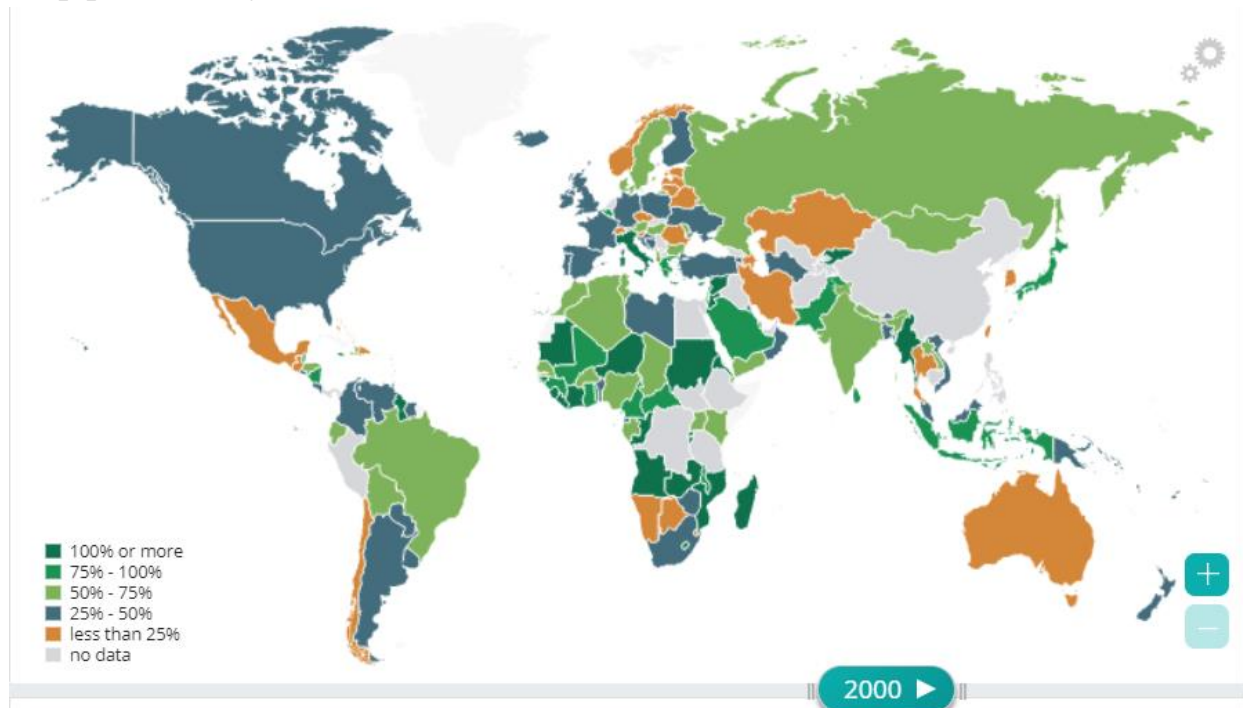 100% or more
75% - 100%
50% - 75%
25% - 50%
less than 25%
no data
2000